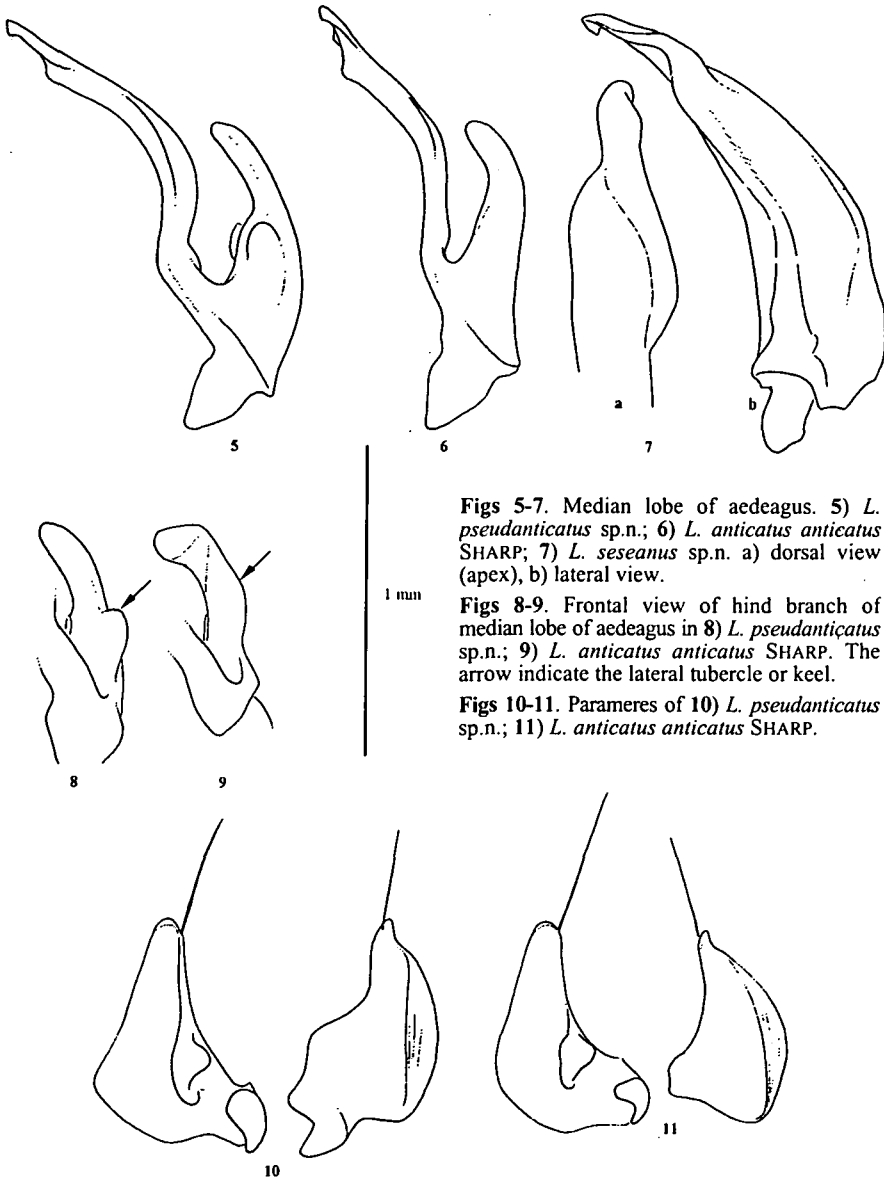 5
6
a
b
7
Figs 5-7. Median lobe of aedeagus. 5) L.
pseudanticatus sp.n.; 6) L. anticatus anticatus
SHARP; 7) L. seseanus sp.n. a) dorsal view
(apex), b) lateral view.
Figs 8-9. Frontal view of hind branch of
median lobe of aedeagus in 8) L. pseudanticatus
sp.n.; 9) L. anticatus anticatus SHARP. The
arrow indicate the lateral tubercle or keel.
Figs 10-11. Parameres of 10) L. pseudanticatus
sp.n.; 11) L. anticatus anticatus SHARP.
1 mm
8
9
10
11